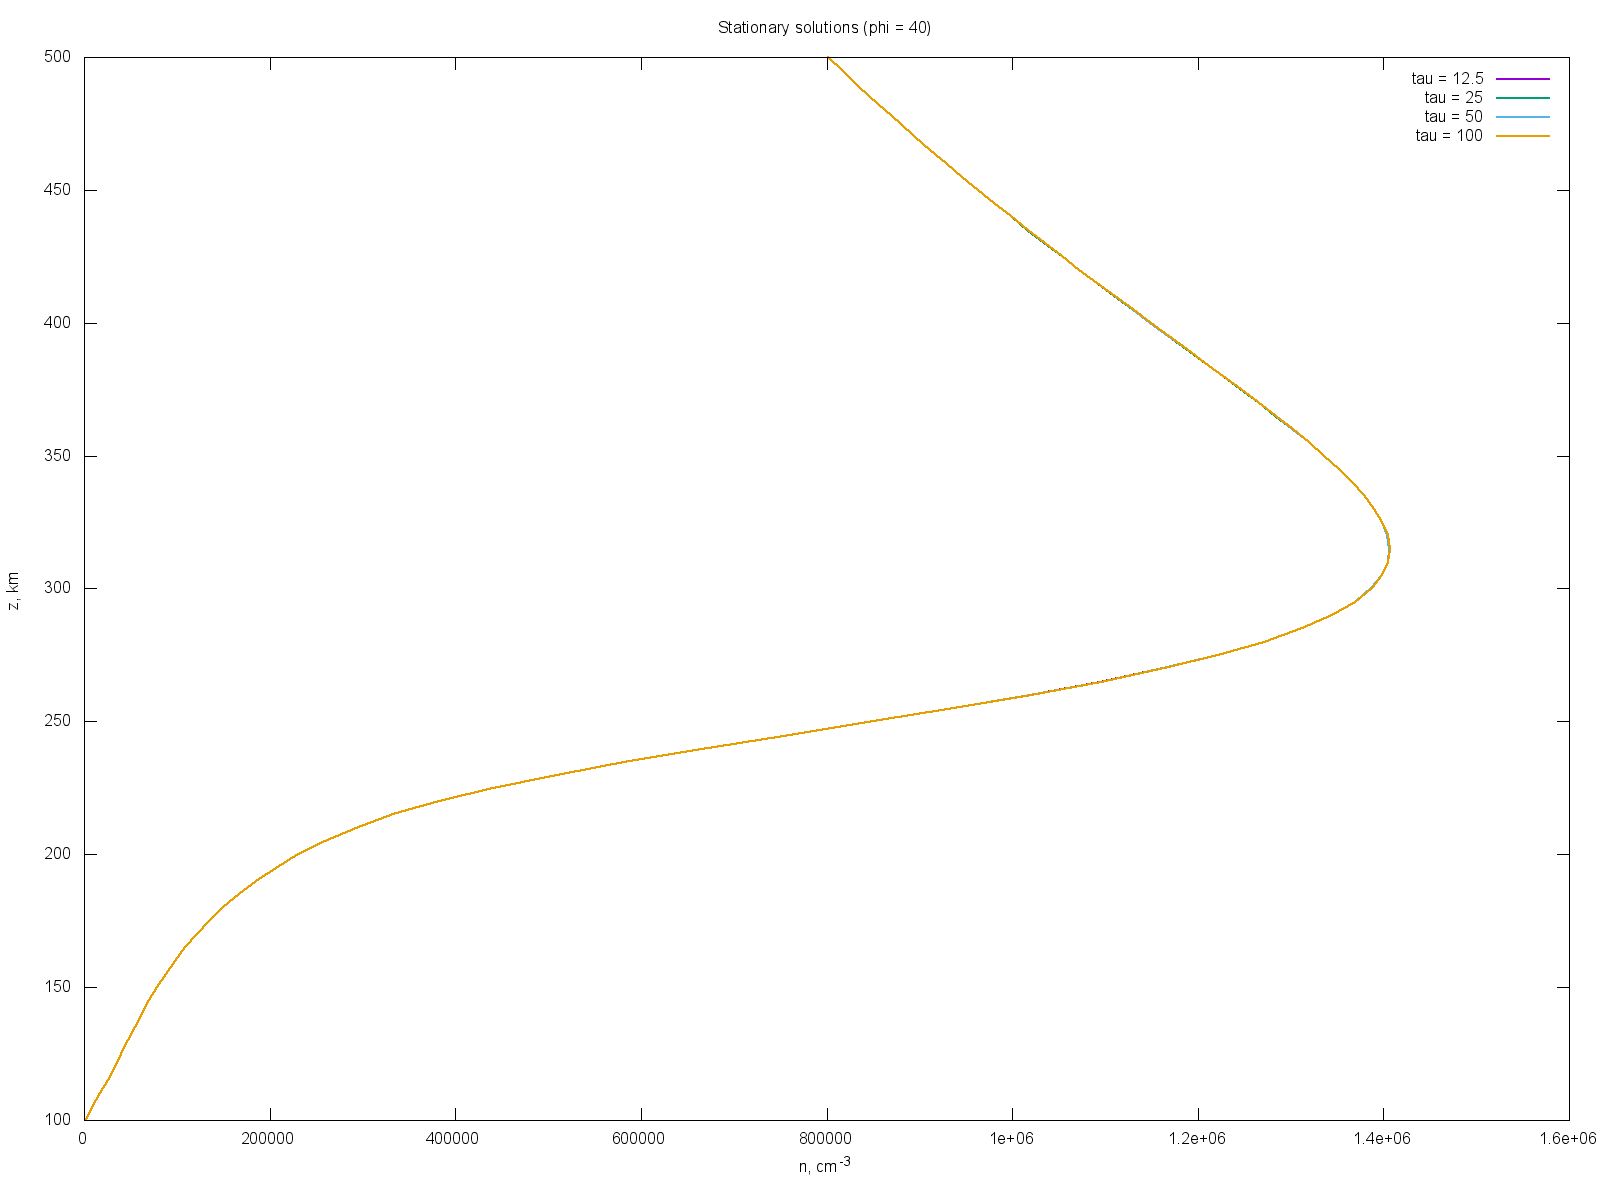 Stationary solutions (phi = 40)
500
450
400
350
300
250
200
150
100
z, km
tau = 12.5
tau = 25
tau = 50
tau = 100
0 200000 400000 600000 800000 1e+06 1.2e+06 1.4e+06 1.6e+06
n, cm-3